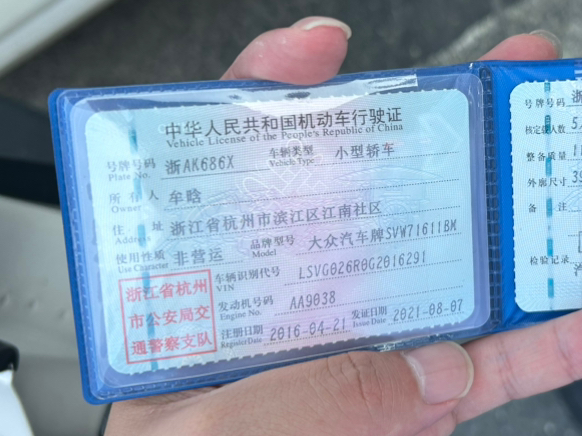 中华人民共和国机动车行驶证
Vehicle License of the People's Republic of China
号牌号码 浙AK686X 车辆类型 小型轿车
Plate No. Vehicle Type
所有人 牟晗
Owner
住址 浙江省杭州市滨江区江南社区
Address
使用性质 非营运 品牌型号 大众汽车牌SVW71611BM
Use Character Model
浙江省杭州
市公安局交
通警察支队
车辆识别代号 LSVG026R0G2016291
VIN
发动机号码 AA9038
Engine No.
注册日期 2016-04-21 发证日期 2021-08-07
Register Date Issue Date
号牌号码 浙
核定载人数 5
整备质量
外廓尺寸 39
备注
检验记录